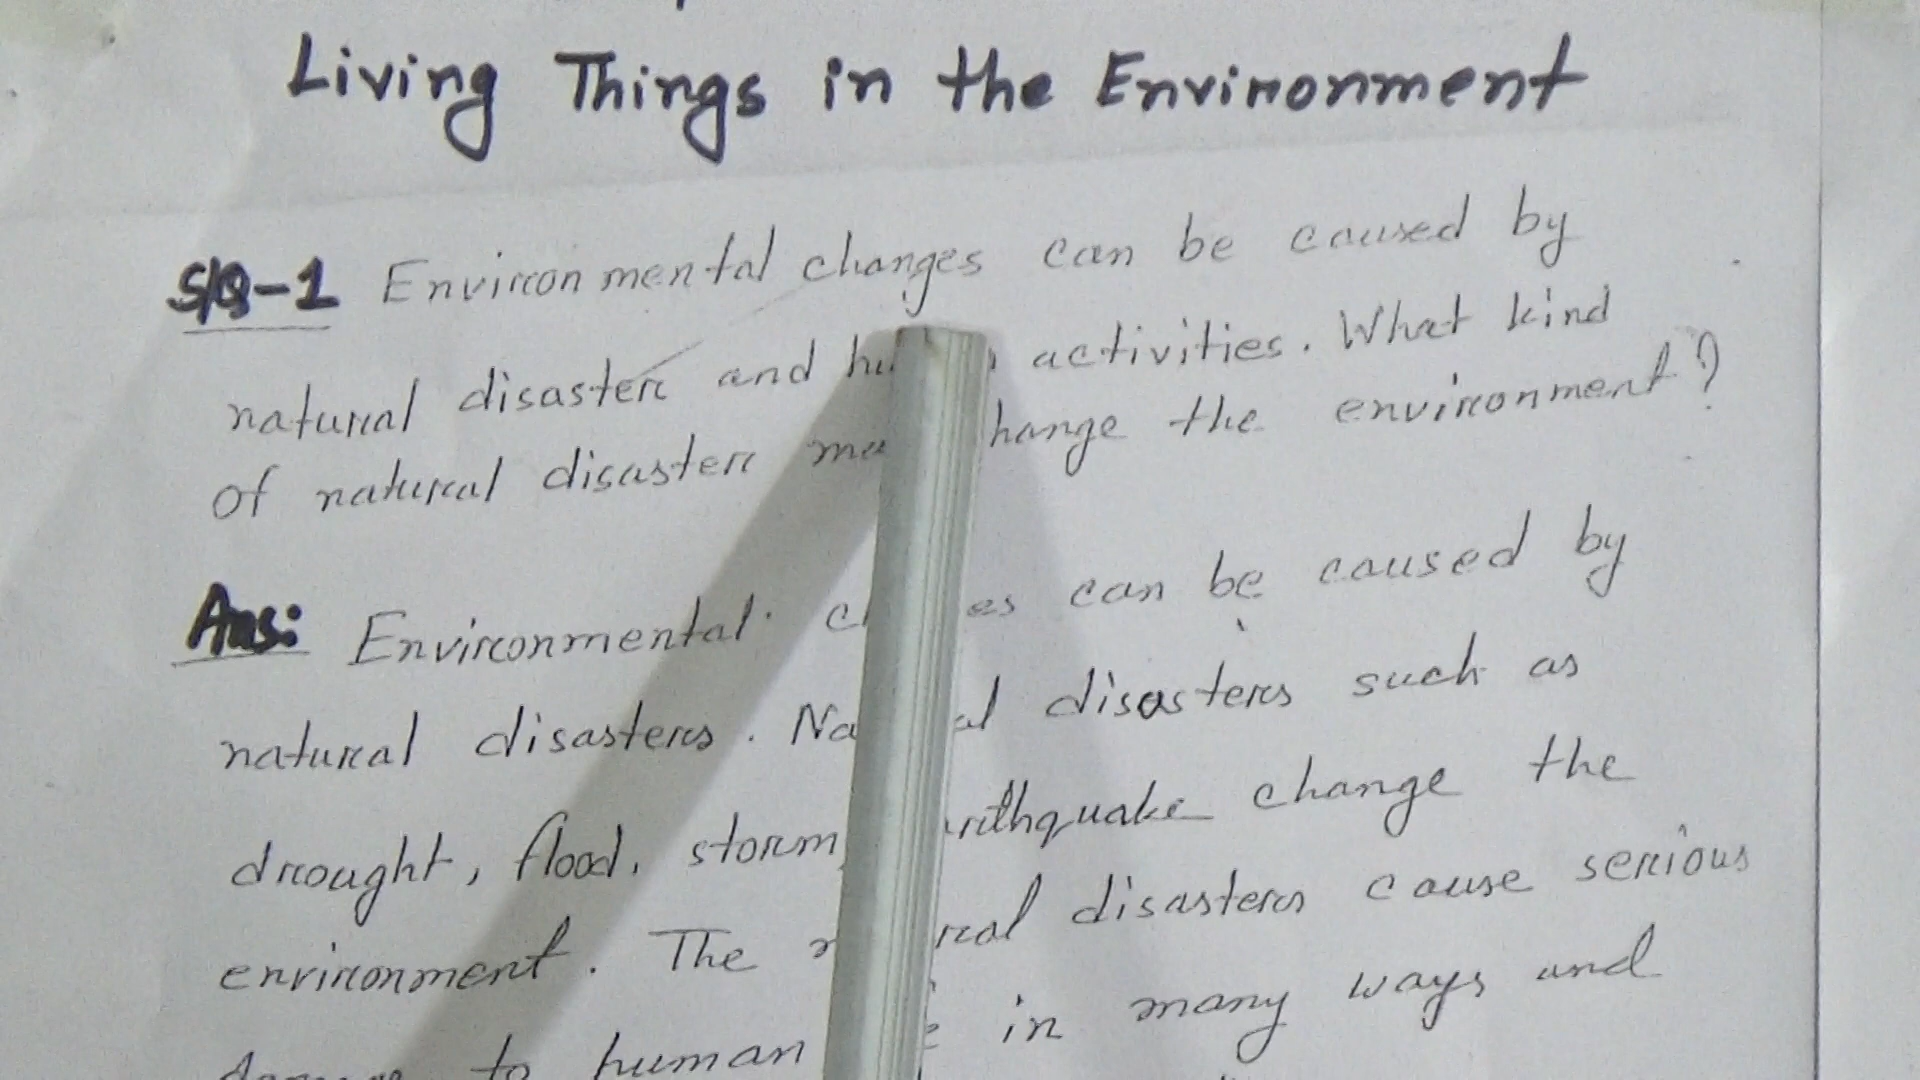 Living Things in the Environment
S/Q-1 Environmental changes can be caused by
natural disaster and activities. What kind
of natural disaster the environment?
Ans: Environmental can be caused by
natural disasters. disasters such as
drought, flood, storm, change the
environment. The disasters cause serious
to human in many ways and